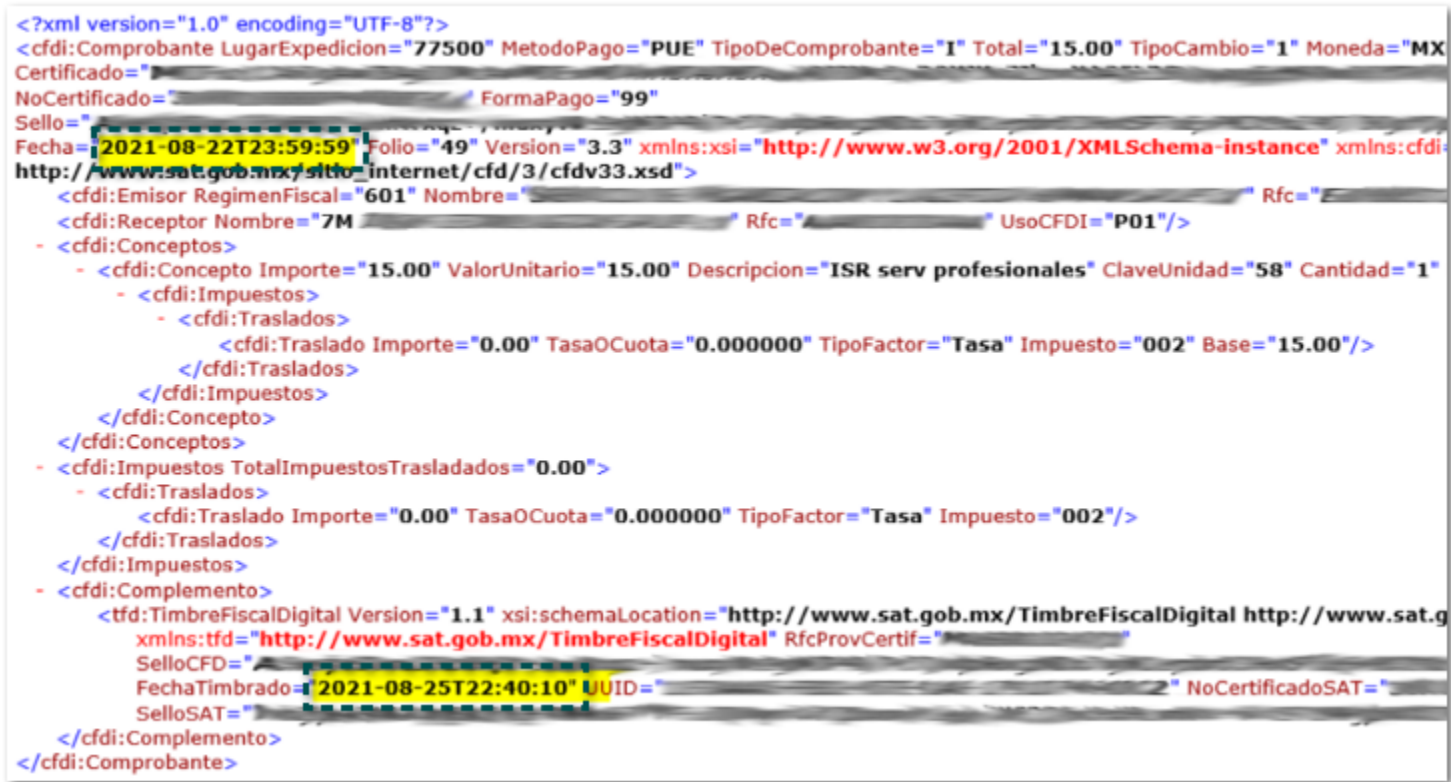 <?xml version="1.0" encoding="UTF-8"?>
<cfdi:Comprobante LugarExpedicion="77500" MetodoPago="PUE" TipoDeComprobante="I" Total="15.00" TipoCambio="1" Moneda="MX
Certificado="
NoCertificado=" FormaPago="99"
Sello="
Fecha="2021-08-22T23:59:59" Folio="49" Version="3.3" xmlns:xsi="http://www.w3.org/2001/XMLSchema-instance" xmlns:cfdi=
http://www.sat.gob.mx/sitio_internet/cfd/3/cfdv33.xsd">
<cfdi:Emisor RegimenFiscal="601" Nombre="" Rfc="
<cfdi:Receptor Nombre="7M " Rfc="" UsoCFDI="P01"/>
- <cfdi:Conceptos>
- <cfdi:Concepto Importe="15.00" ValorUnitario="15.00" Descripcion="ISR serv profesionales" ClaveUnidad="58" Cantidad="1"
- <cfdi:Impuestos>
- <cfdi:Traslados>
<cfdi:Traslado Importe="0.00" TasaOCuota="0.000000" TipoFactor="Tasa" Impuesto="002" Base="15.00"/>
</cfdi:Traslados>
</cfdi:Impuestos>
</cfdi:Concepto>
</cfdi:Conceptos>
- <cfdi:Impuestos TotalImpuestosTrasladados="0.00">
- <cfdi:Traslados>
<cfdi:Traslado Importe="0.00" TasaOCuota="0.000000" TipoFactor="Tasa" Impuesto="002"/>
</cfdi:Traslados>
</cfdi:Impuestos>
- <cfdi:Complemento>
<tfd:TimbreFiscalDigital Version="1.1" xsi:schemaLocation="http://www.sat.gob.mx/TimbreFiscalDigital http://www.sat.g
xmlns:tfd="http://www.sat.gob.mx/TimbreFiscalDigital" RfcProvCertif=""
SelloCFD="
FechaTimbrado="2021-08-25T22:40:10" UUID="" NoCertificadoSAT="
SelloSAT="
</cfdi:Complemento>
</cfdi:Comprobante>